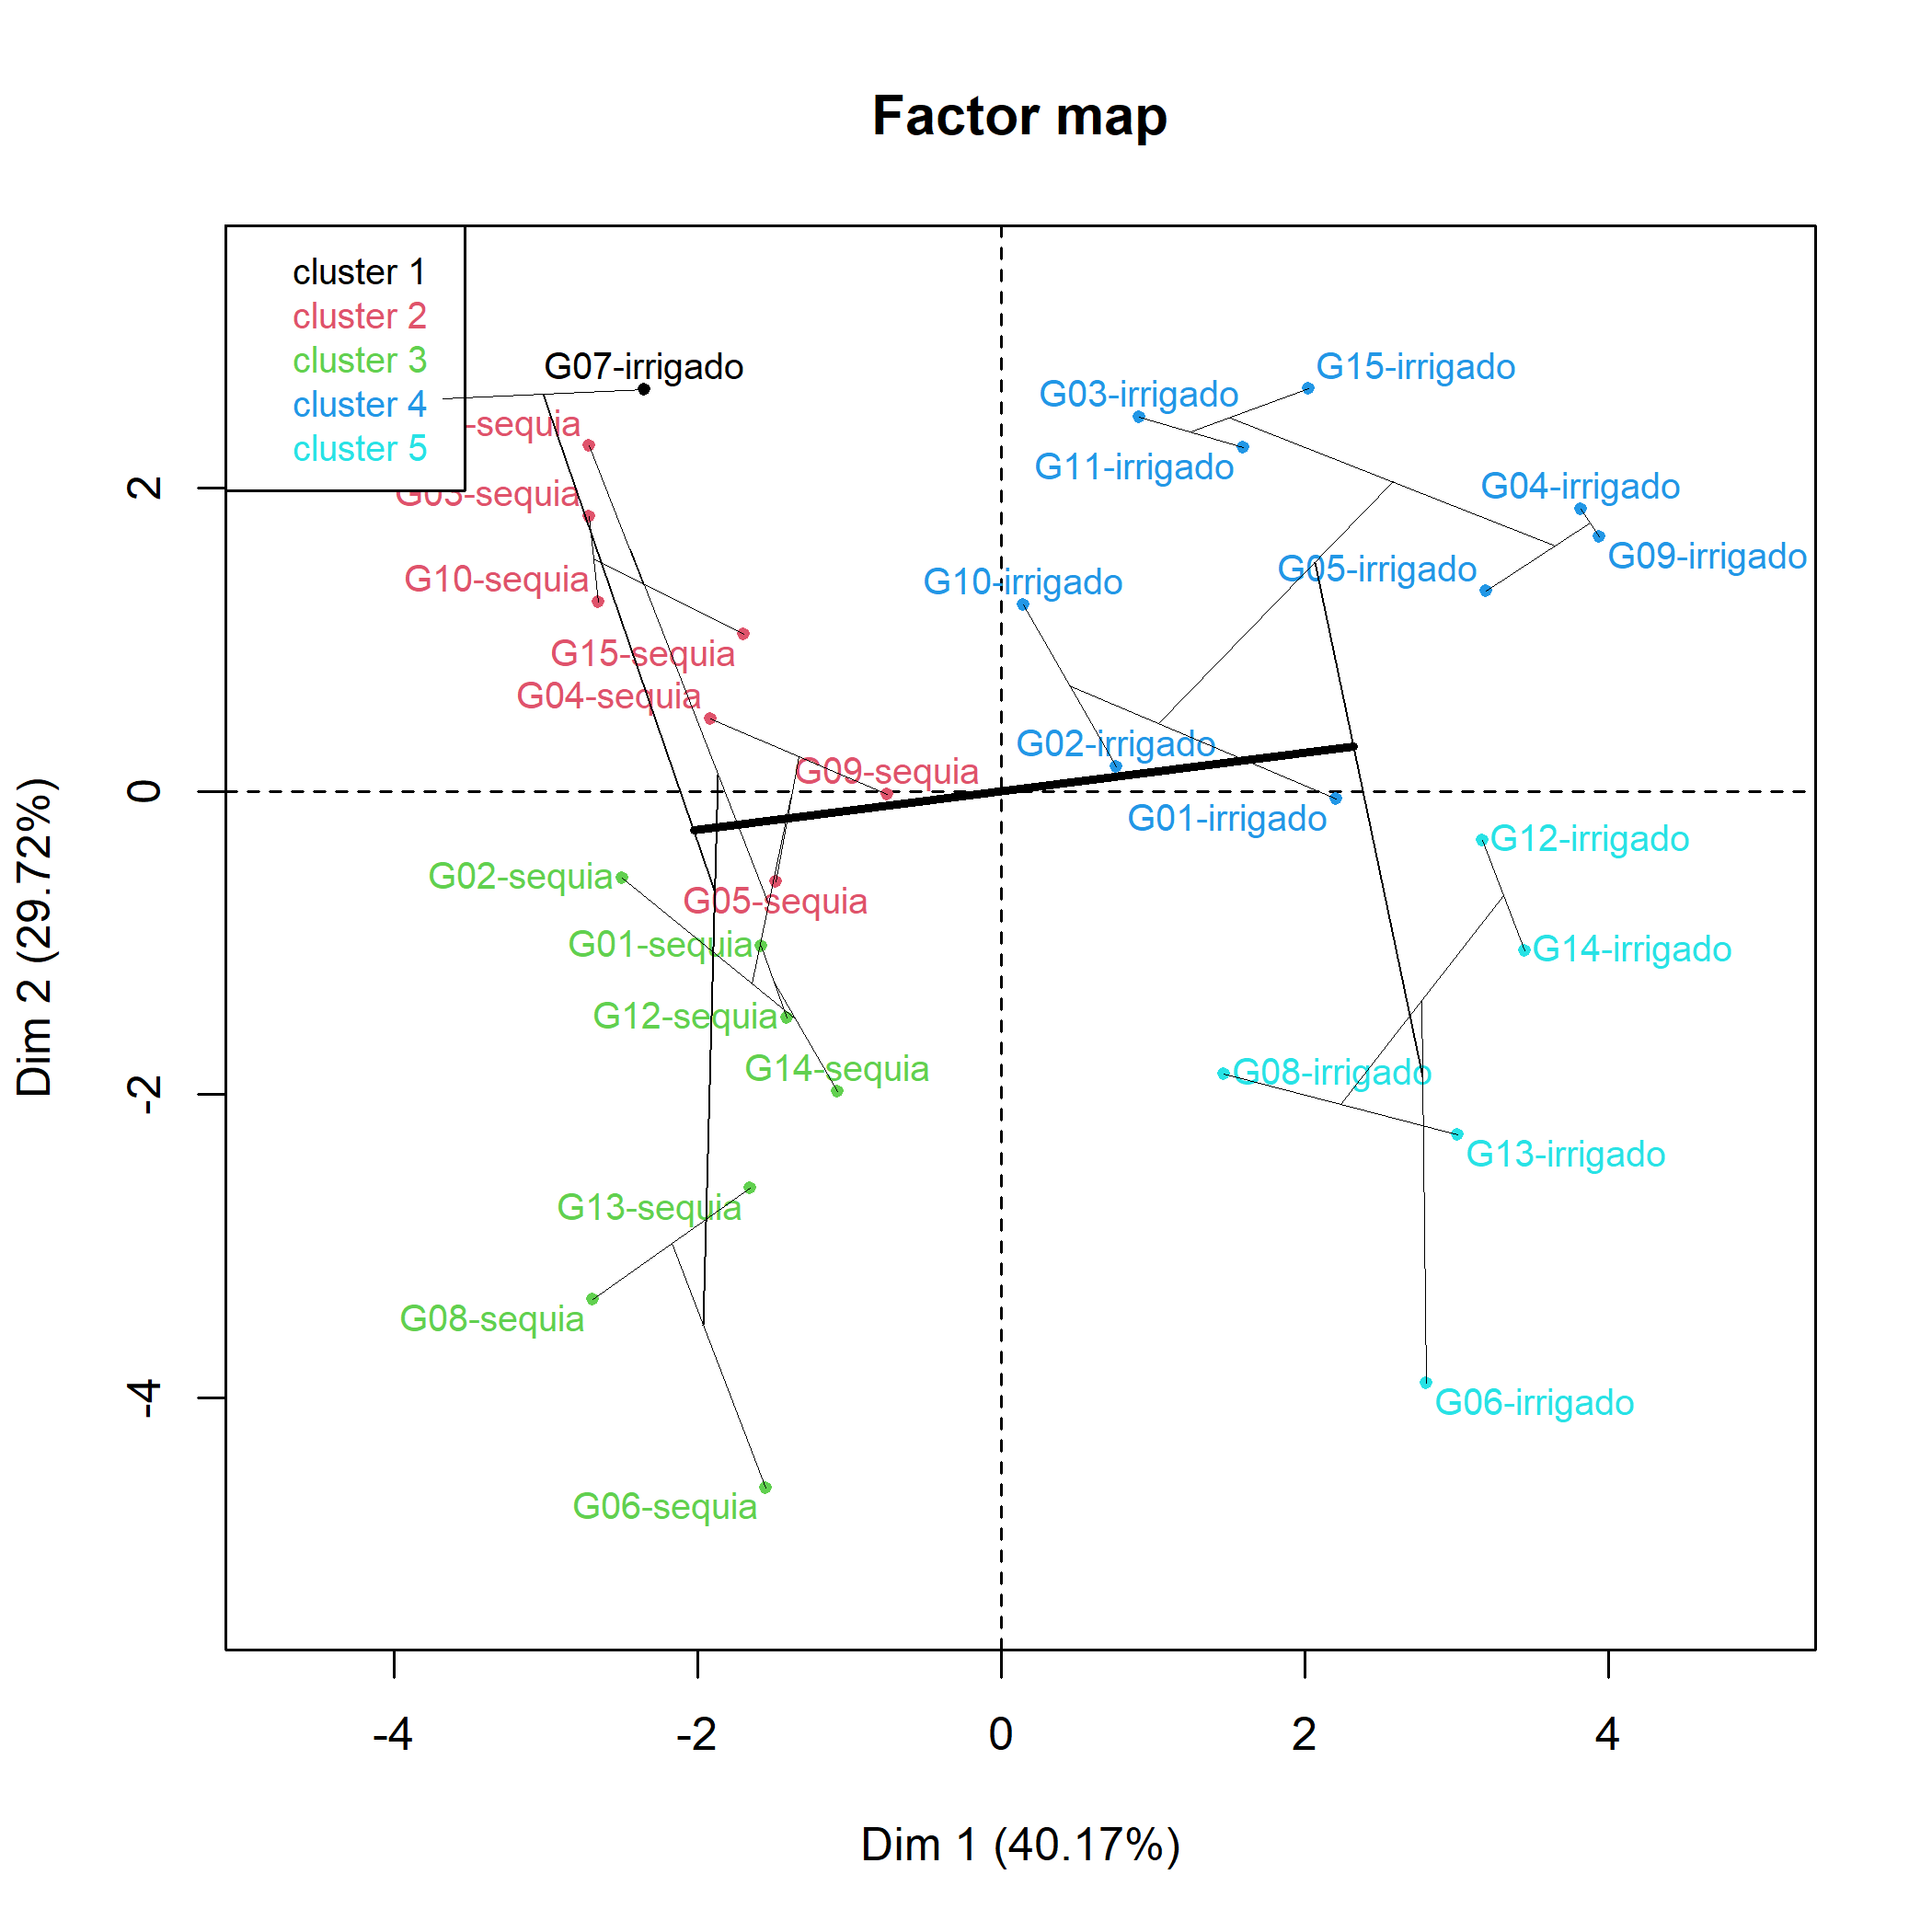 Factor map
cluster 1
cluster 2
cluster 3
cluster 4
cluster 5
G07-irrigado
G15-irrigado
G03-irrigado
-sequia
G11-irrigado
G04-irrigado
G03-sequia
G09-irrigado
G05-irrigado
G10-sequia
G10-irrigado
G15-sequia
G04-sequia
G02-irrigado
G09-sequia
G01-irrigado
G12-irrigado
G02-sequia
G05-sequia
G01-sequia
G14-irrigado
G12-sequia
G14-sequia
G08-irrigado
G13-irrigado
G13-sequia
G08-sequia
G06-irrigado
G06-sequia
2
0
-2
-4
Dim 2 (29.72%)
-4 -2 0 2 4
Dim 1 (40.17%)